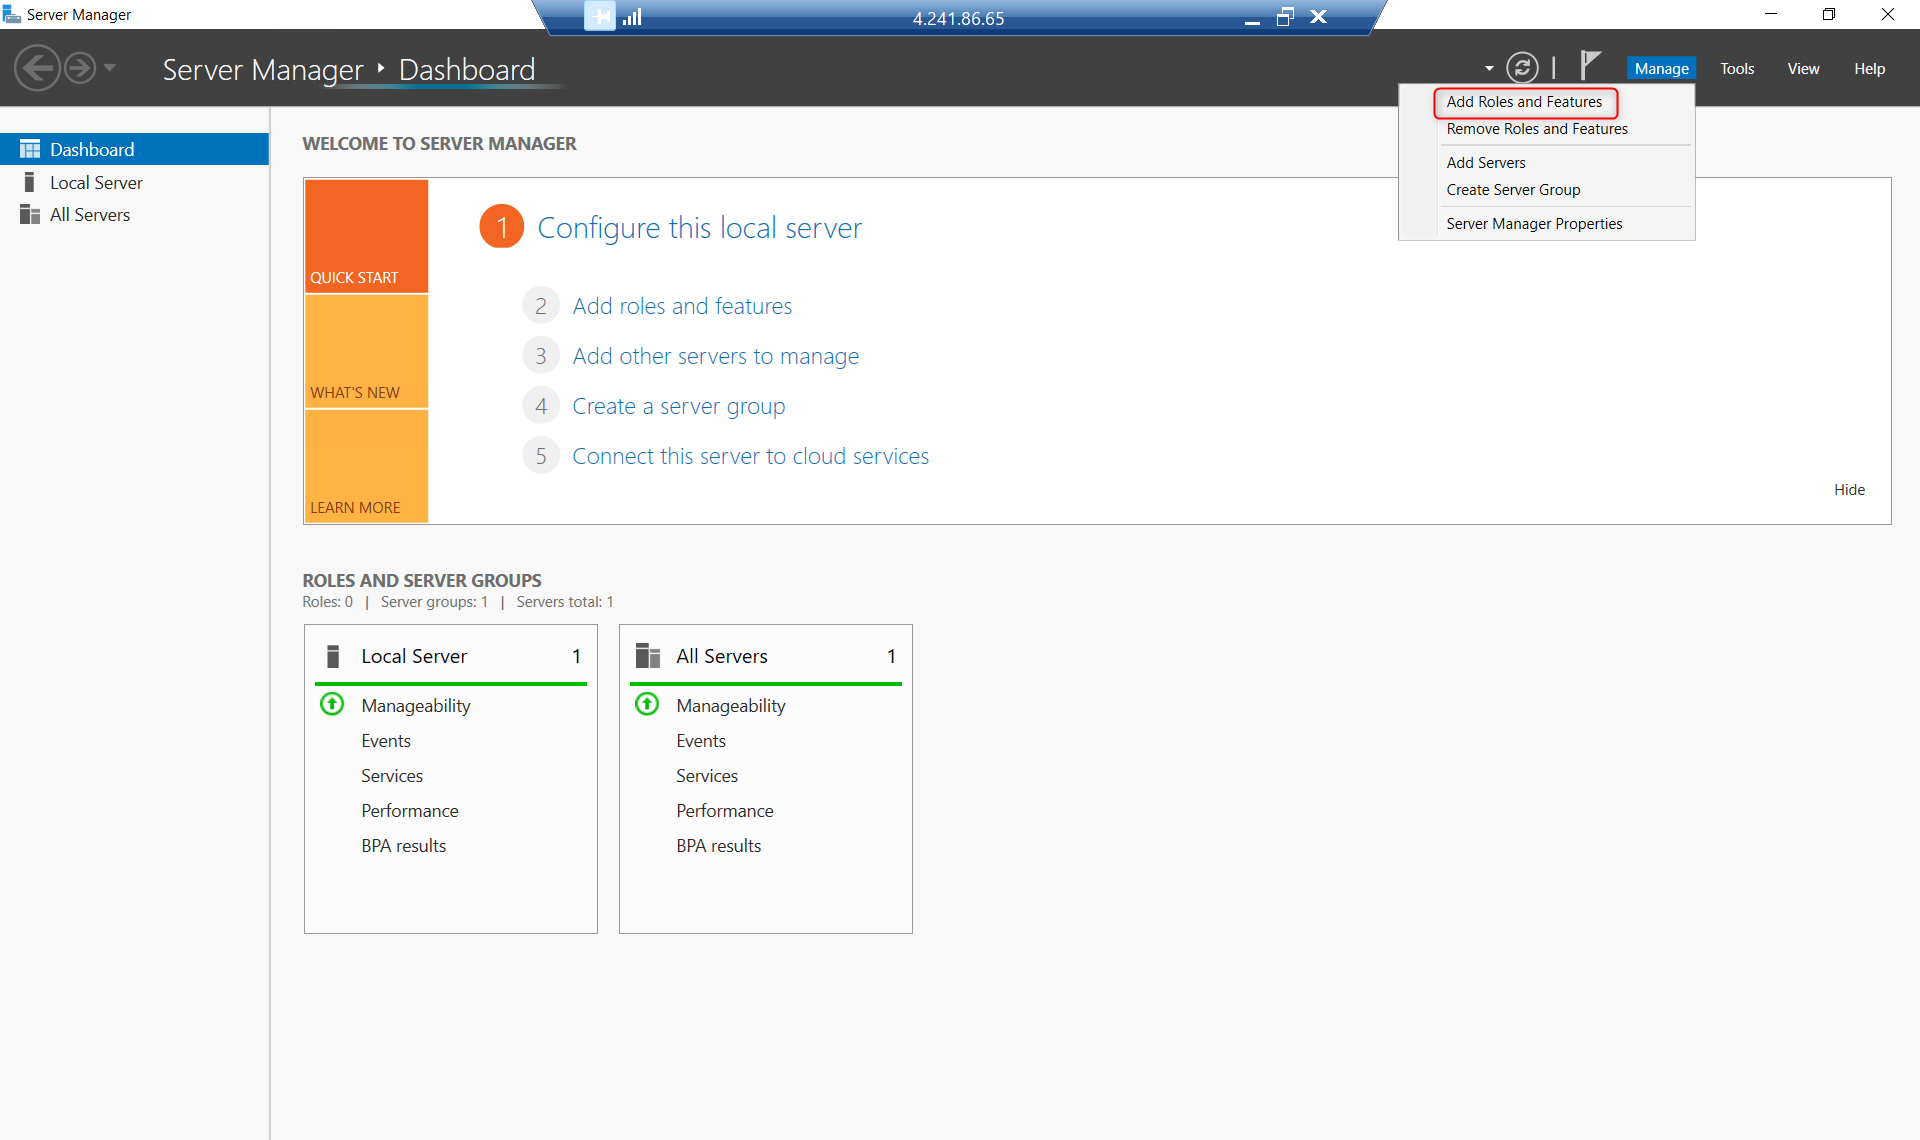 Server Manager
4.241.86.65
Server Manager ‣ Dashboard
Manage
Tools
View
Help
Add Roles and Features
Remove Roles and Features
Add Servers
Create Server Group
Server Manager Properties
Dashboard
Local Server
All Servers
WELCOME TO SERVER MANAGER
QUICK START
WHAT'S NEW
LEARN MORE
1 Configure this local server
2 Add roles and features
3 Add other servers to manage
4 Create a server group
5 Connect this server to cloud services
Hide
ROLES AND SERVER GROUPS
Roles: 0 | Server groups: 1 | Servers total: 1
Local Server 1
Manageability
Events
Services
Performance
BPA results
All Servers 1
Manageability
Events
Services
Performance
BPA results